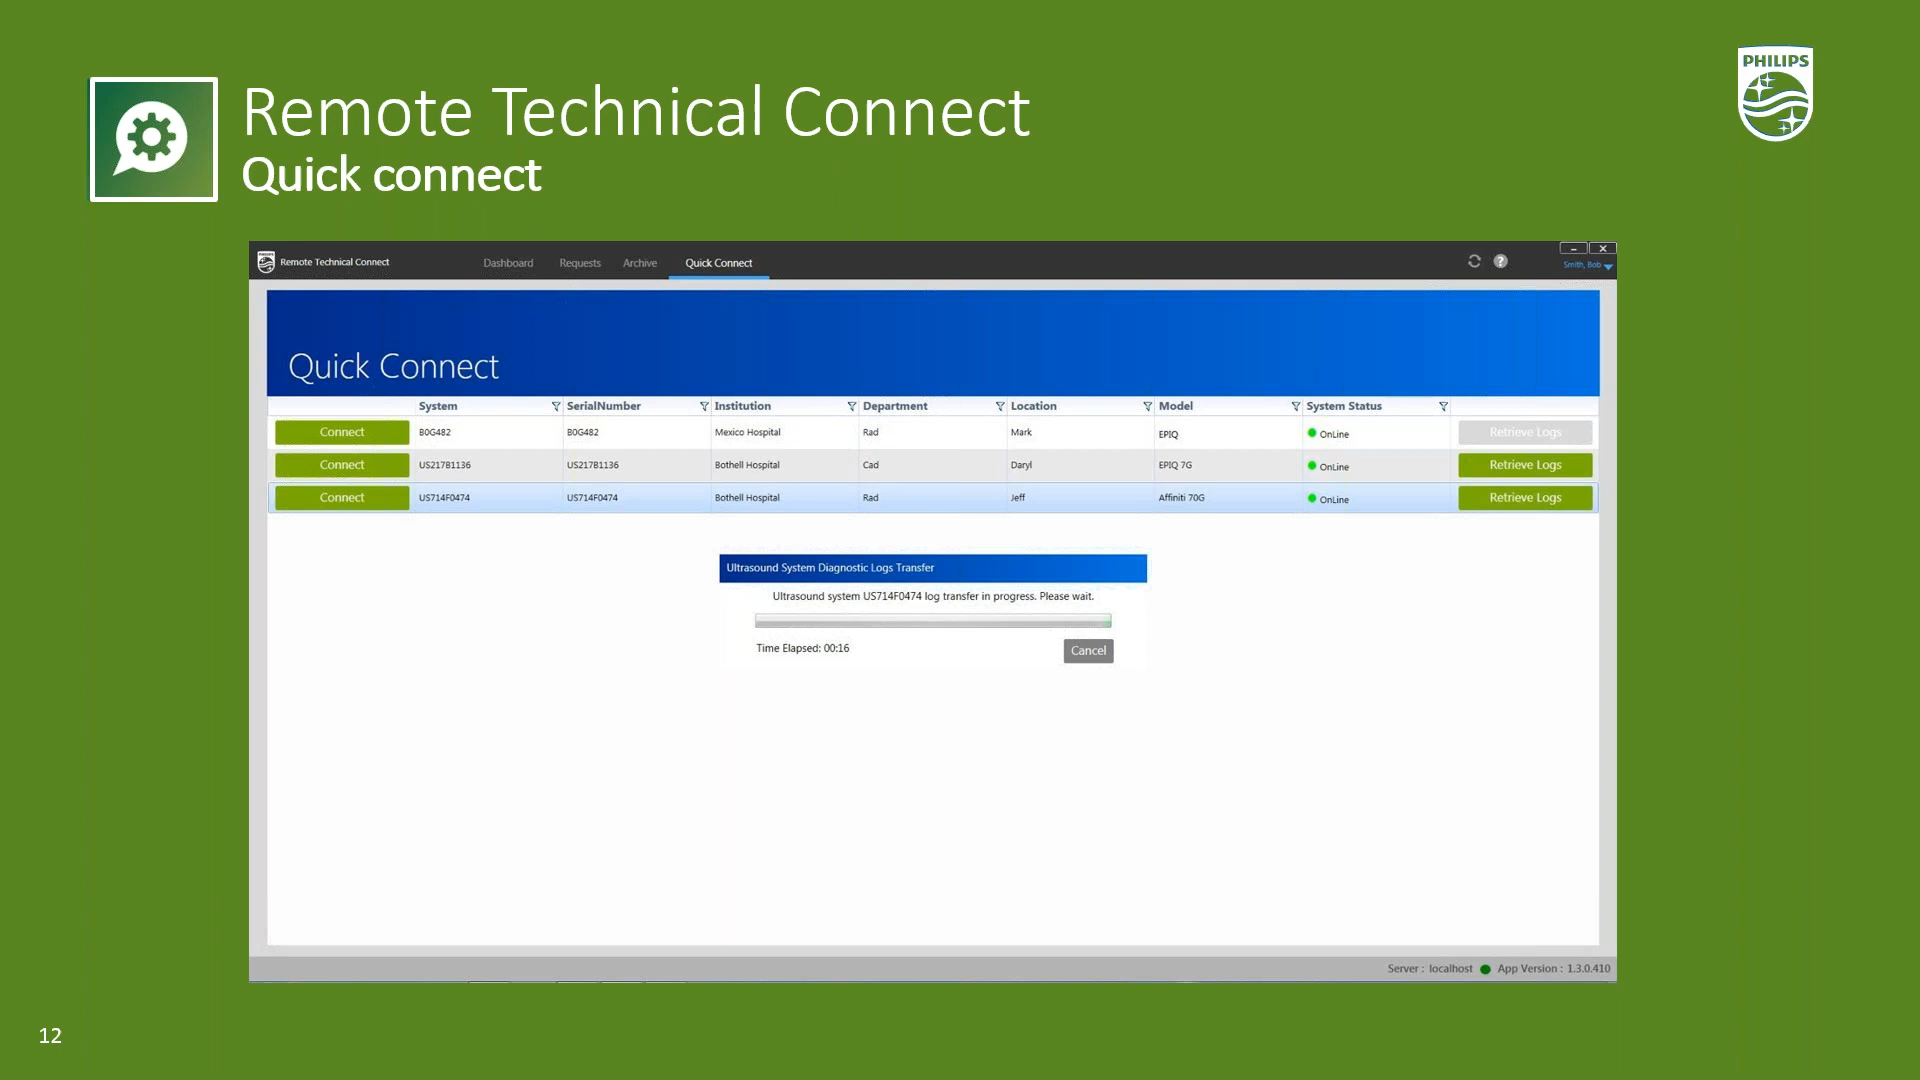 PHILIPS
Remote Technical Connect
Quick connect
Remote Technical Connect Dashboard Requests Archive Quick Connect ? Smith, Bob
Quick Connect
System SerialNumber Institution Department Location Model System Status
Connect B0G482 B0G482 Mexico Hospital Rad Mark EPIQ OnLine Retrieve Logs
Connect US217B1136 US217B1136 Bothell Hospital Cad Daryl EPIQ 7G OnLine Retrieve Logs
Connect US714F0474 US714F0474 Bothell Hospital Rad Jeff Affiniti 70G OnLine Retrieve Logs
Ultrasound System Diagnostic Logs Transfer
Ultrasound system US714F0474 log transfer in progress. Please wait.
Time Elapsed: 00:16 Cancel
Server : localhost App Version : 1.3.0.410
12